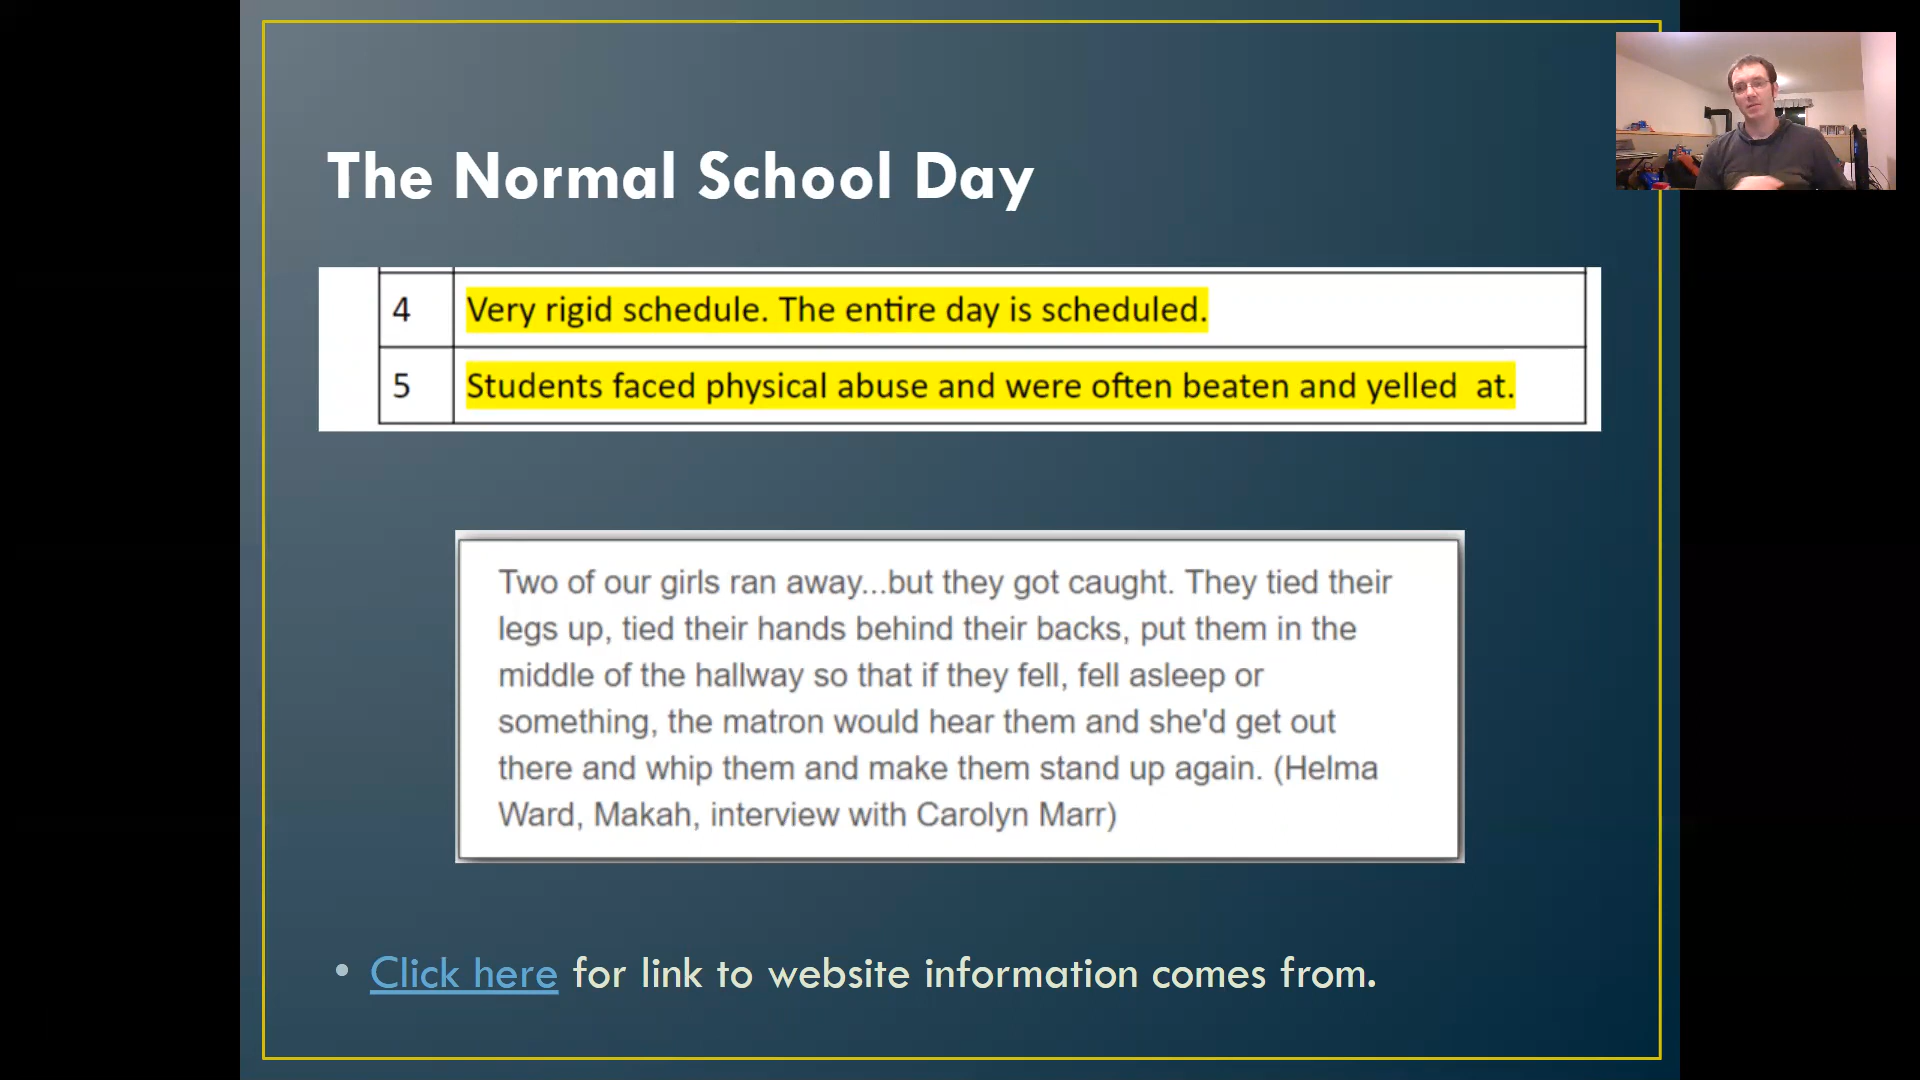 The Normal School Day
4 Very rigid schedule. The entire day is scheduled.
5 Students faced physical abuse and were often beaten and yelled  at.
Two of our girls ran away...but they got caught. They tied their
legs up, tied their hands behind their backs, put them in the
middle of the hallway so that if they fell, fell asleep or
something, the matron would hear them and she'd get out
there and whip them and make them stand up again. (Helma
Ward, Makah, interview with Carolyn Marr)
• Click here for link to website information comes from.